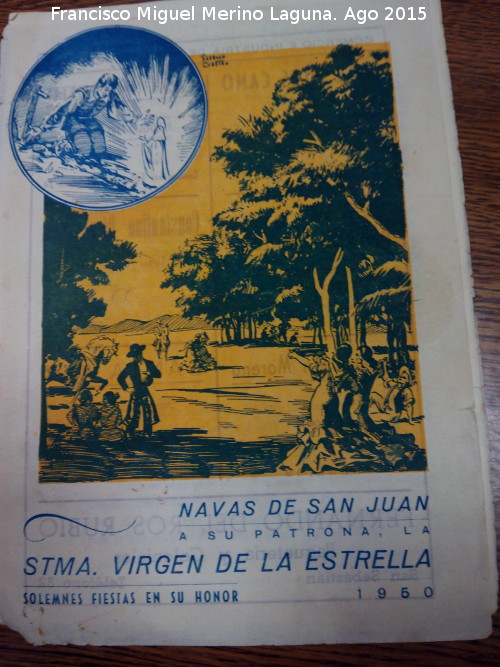 Francisco Miguel Merino Laguna. Ago 2015
NAVAS DE SAN JUAN
A SU PATRONA, LA
STMA. VIRGEN DE LA ESTRELLA
SOLEMNES FIESTAS EN SU HONOR 1950